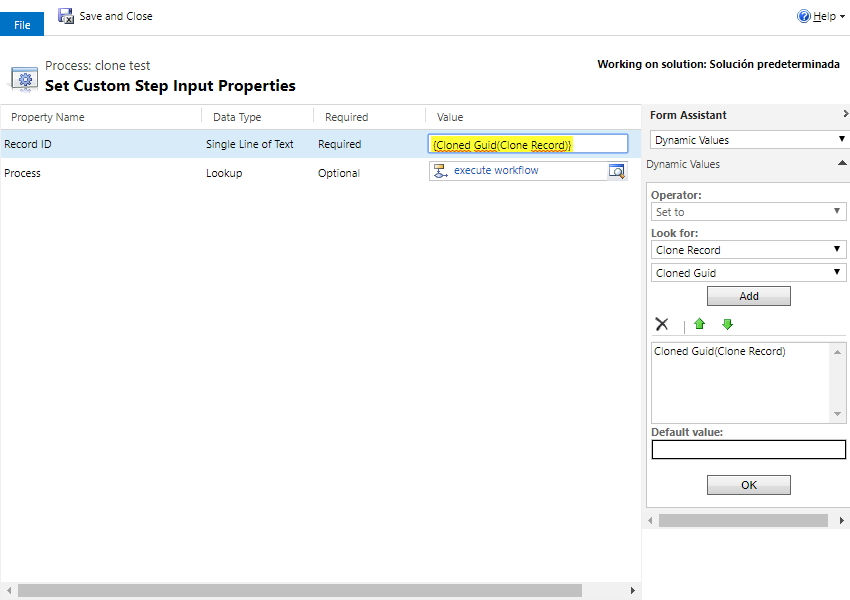 File
Save and Close
Help
Process: clone test
Set Custom Step Input Properties
Working on solution: Solución predeterminada
Property Name Data Type Required Value
Record ID Single Line of Text Required {Cloned Guid(Clone Record)}
Process Lookup Optional execute workflow
Form Assistant
Dynamic Values
Dynamic Values
Operator:
Set to
Look for:
Clone Record
Cloned Guid
Add
Cloned Guid(Clone Record)
Default value:
OK